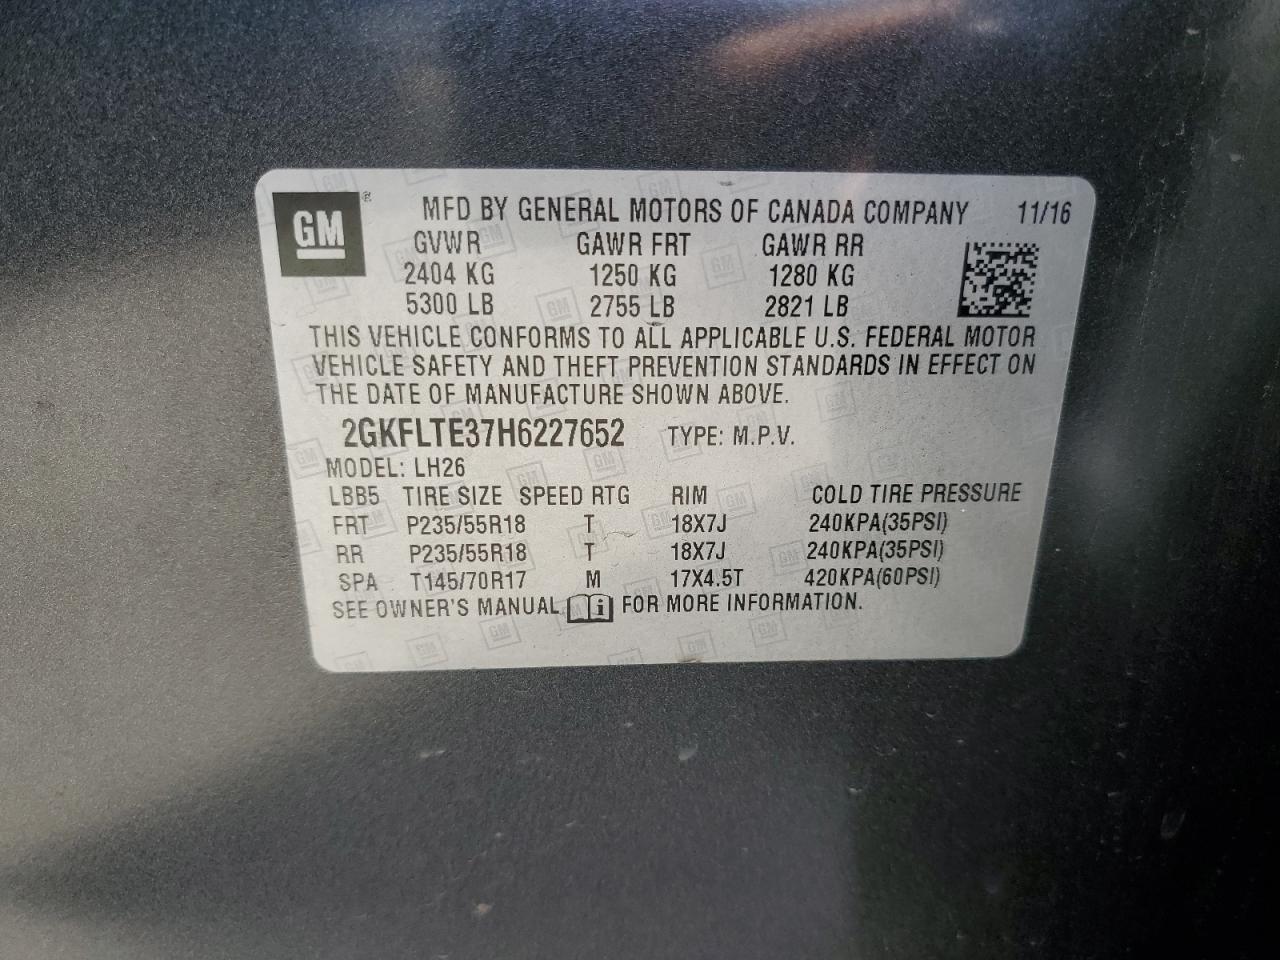 GM ® MFD BY GENERAL MOTORS OF CANADA COMPANY 11/16
GVWR GAWR FRT GAWR RR
2404 KG 1250 KG 1280 KG
5300 LB 2755 LB 2821 LB
THIS VEHICLE CONFORMS TO ALL APPLICABLE U.S. FEDERAL MOTOR
VEHICLE SAFETY AND THEFT PREVENTION STANDARDS IN EFFECT ON
THE DATE OF MANUFACTURE SHOWN ABOVE.
2GKFLTE37H6227652 TYPE: M.P.V.
MODEL: LH26
LBB5 TIRE SIZE SPEED RTG RIM COLD TIRE PRESSURE
FRT P235/55R18 T 18X7J 240KPA(35PSI)
RR P235/55R18 T 18X7J 240KPA(35PSI)
SPA T145/70R17 M 17X4.5T 420KPA(60PSI)
SEE OWNER'S MANUAL i FOR MORE INFORMATION.